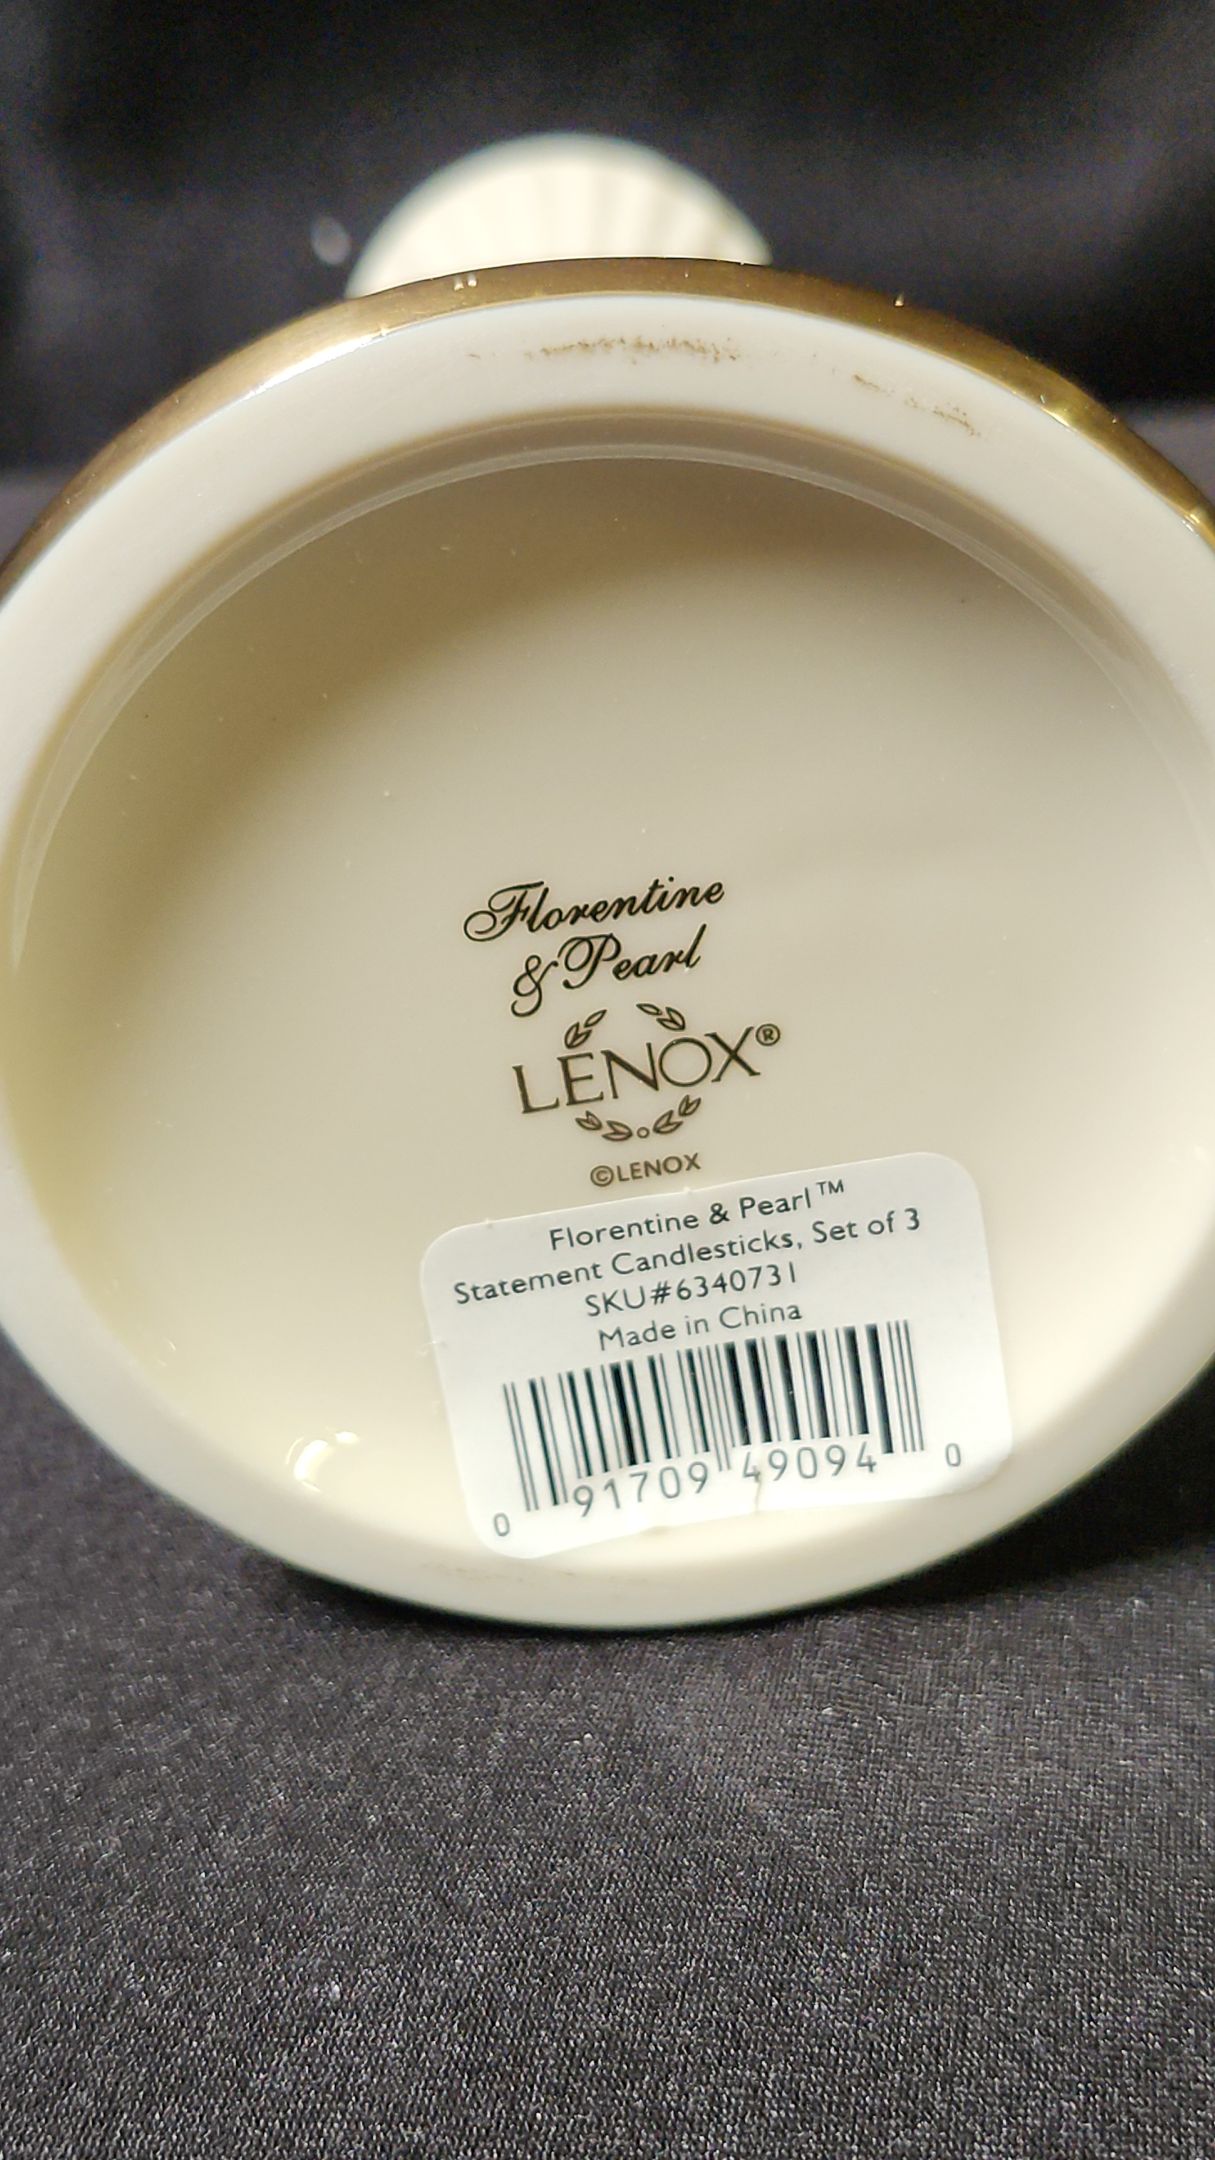 Florentine
& Pearl
LENOX®
©LENOX
Florentine & Pearl™
Statement Candlesticks, Set of 3
SKU#6340731
Made in China
0 91709 49094 0